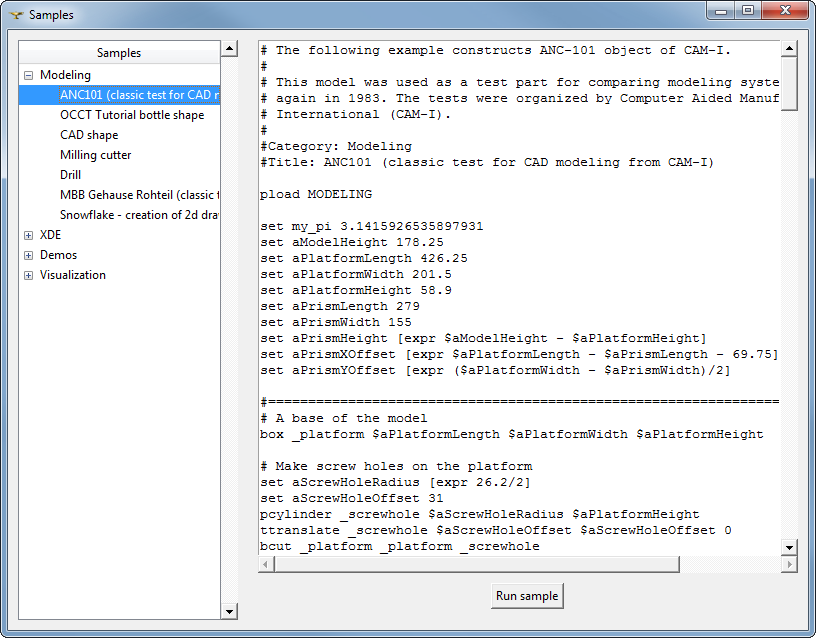 Samples
Samples
Modeling
ANC101 (classic test for CAD
OCCT Tutorial bottle shape
CAD shape
Milling cutter
Drill
MBB Gehause Rohteil (classic
Snowflake - creation of 2d
XDE
Demos
Visualization
# The following example constructs ANC-101 object of CAM-I.
#
# This model was used as a test part for comparing modeling syste
# again in 1983. The tests were organized by Computer Aided Manuf
# International (CAM-I).
#
#Category: Modeling
#Title: ANC101 (classic test for CAD modeling from CAM-I)
pload MODELING
set my_pi 3.1415926535897931
set aModelHeight 178.25
set aPlatformLength 426.25
set aPlatformWidth 201.5
set aPlatformHeight 58.9
set aPrismLength 279
set aPrismWidth 155
set aPrismHeight [expr $aModelHeight - $aPlatformHeight]
set aPrismXOffset [expr $aPlatformLength - $aPrismLength - 69.75]
set aPrismYOffset [expr ($aPlatformWidth - $aPrismWidth)/2]
#================================================================
# A base of the model
box _platform $aPlatformLength $aPlatformWidth $aPlatformHeight
# Make screw holes on the platform
set aScrewHoleRadius [expr 26.2/2]
set aScrewHoleOffset 31
pcylinder _screwhole $aScrewHoleRadius $aPlatformHeight
ttranslate _screwhole $aScrewHoleOffset $aScrewHoleOffset 0
bcut _platform _platform _screwhole
Run sample